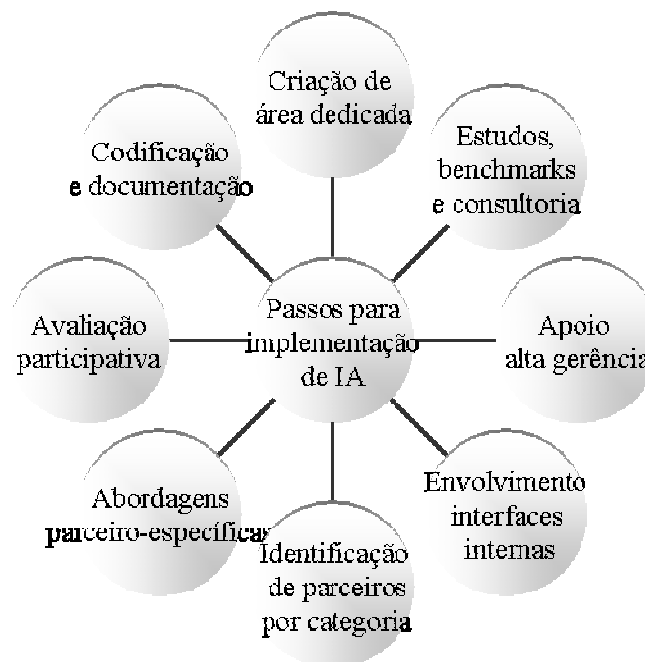 Criação de
área dedicada
Estudos,
benchmarks
e consultoria
Apoio
alta gerência
Envolvimento
interfaces
internas
Identificação
de parceiros
por categoria
Abordagens
parceiro-específicas
Avaliação
participativa
Codificação
e documentação
Passos para
implementação
de IA